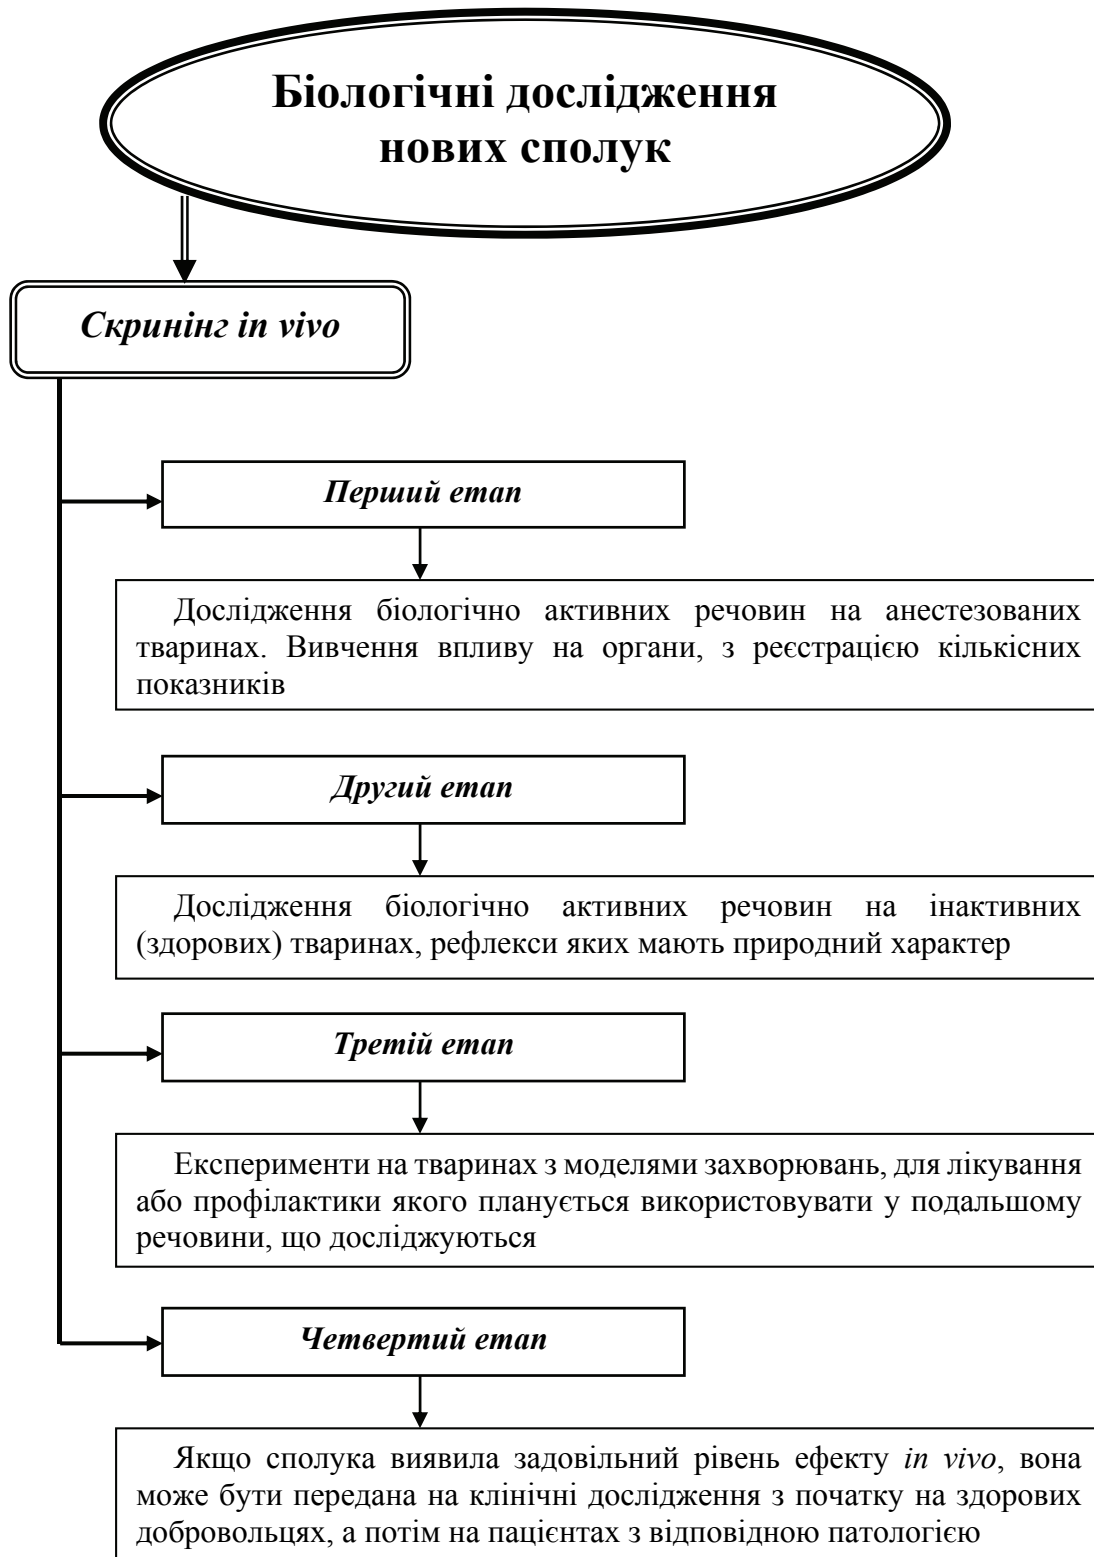 Біологічні дослідження
нових сполук
Скринінг in vivo
Перший етап
Дослідження біологічно активних речовин на анестезованих
тваринах. Вивчення впливу на органи, з реєстрацією кількісних
показників
Другий етап
Дослідження біологічно активних речовин на інактивних
(здорових) тваринах, рефлекси яких мають природний характер
Третій етап
Експерименти на тваринах з моделями захворювань, для лікування
або профілактики якого планується використовувати у подальшому
речовини, що досліджуються
Четвертий етап
Якщо сполука виявила задовільний рівень ефекту in vivo, вона
може бути передана на клінічні дослідження з початку на здорових
добровольцях, а потім на пацієнтах з відповідною патологією